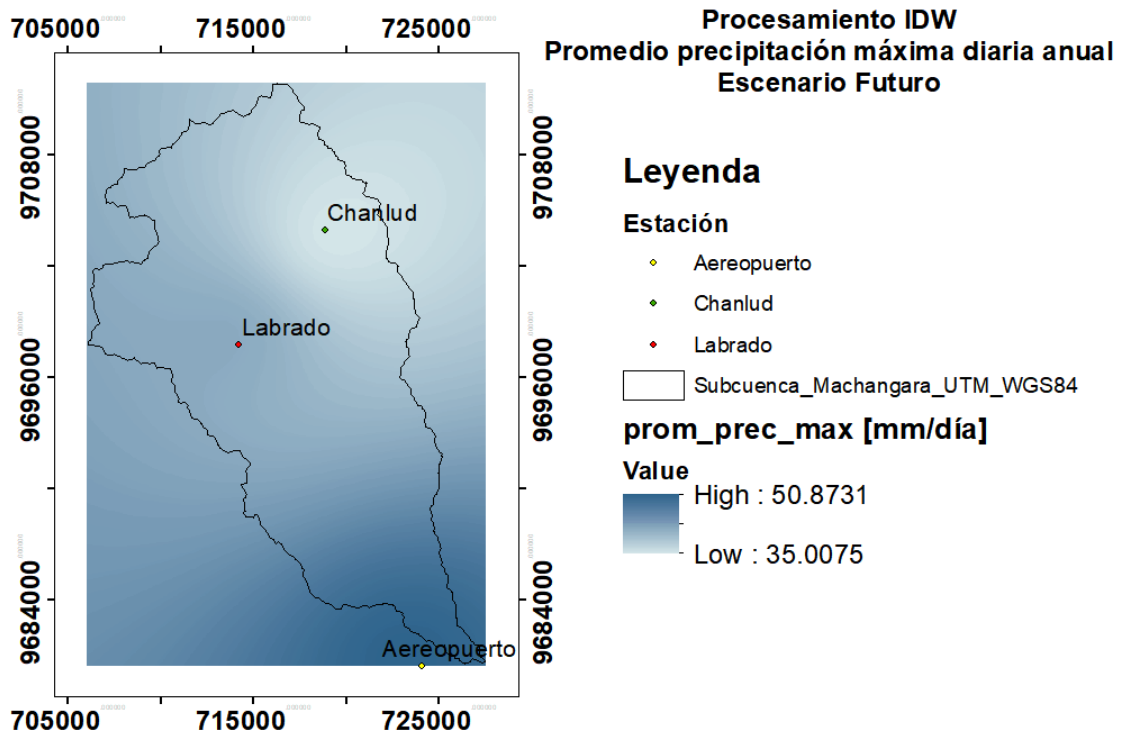 Procesamiento IDW
Promedio precipitación máxima diaria anual
Escenario Futuro
705000 715000 725000
9708000
9708000
9696000
9696000
9684000
9684000
Chanlud
Labrado
Aereopuerto
705000 715000 725000
Leyenda
Estación
Aereopuerto
Chanlud
Labrado
Subcuenca_Machangara_UTM_WGS84
prom_prec_max [mm/día]
Value
High : 50.8731
Low : 35.0075